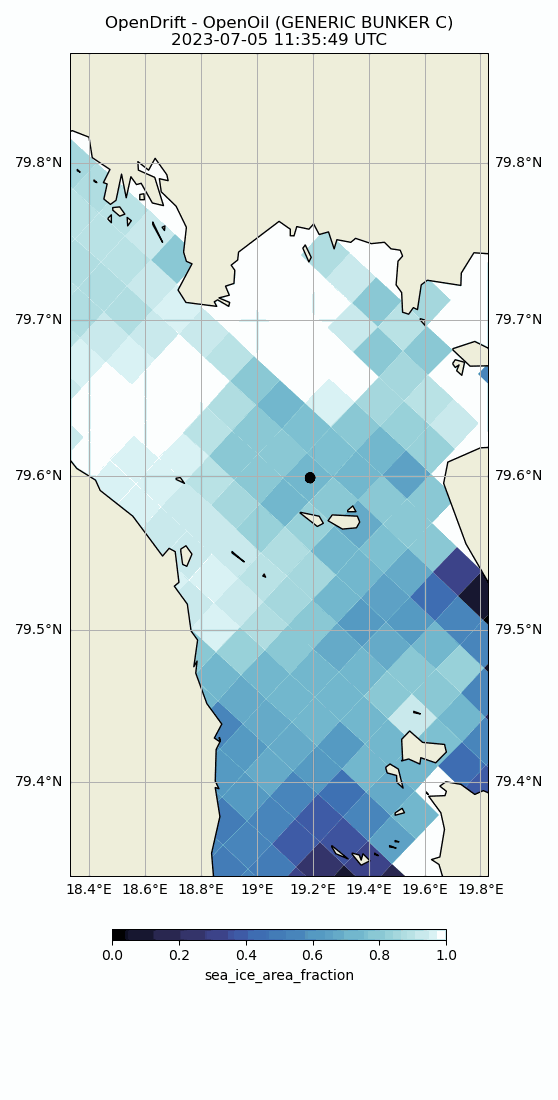 OpenDrift - OpenOil (GENERIC BUNKER C)
2023-07-05 11:35:49 UTC
79.8°N 79.8°N
79.7°N 79.7°N
79.6°N 79.6°N
79.5°N 79.5°N
79.4°N 79.4°N
18.4°E 18.6°E 18.8°E 19°E 19.2°E 19.4°E 19.6°E 19.8°E
0.0 0.2 0.4 0.6 0.8 1.0
sea_ice_area_fraction